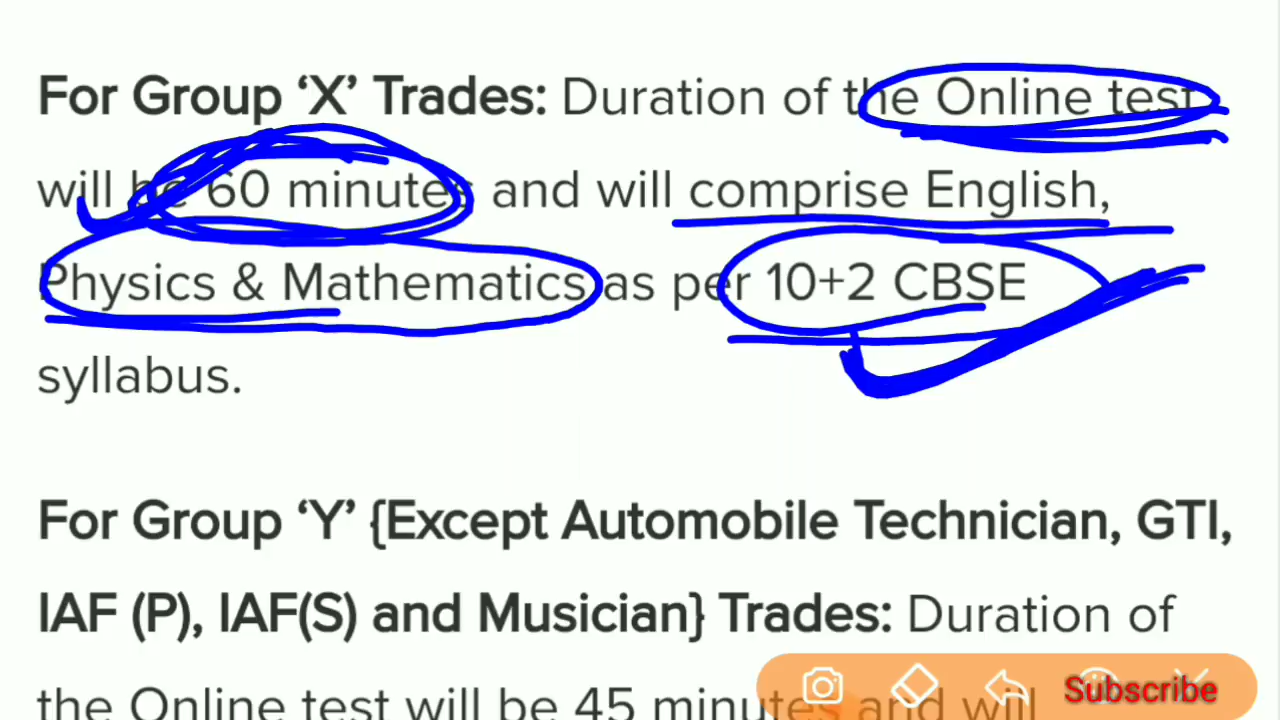 For Group ‘X’ Trades: Duration of the Online test
will be 60 minutes and will comprise English,
Physics & Mathematics as per 10+2 CBSE
syllabus.
For Group ‘Y’ {Except Automobile Technician, GTI,
IAF (P), IAF(S) and Musician} Trades: Duration of
the Online test will be 45 minutes and will
Subscribe